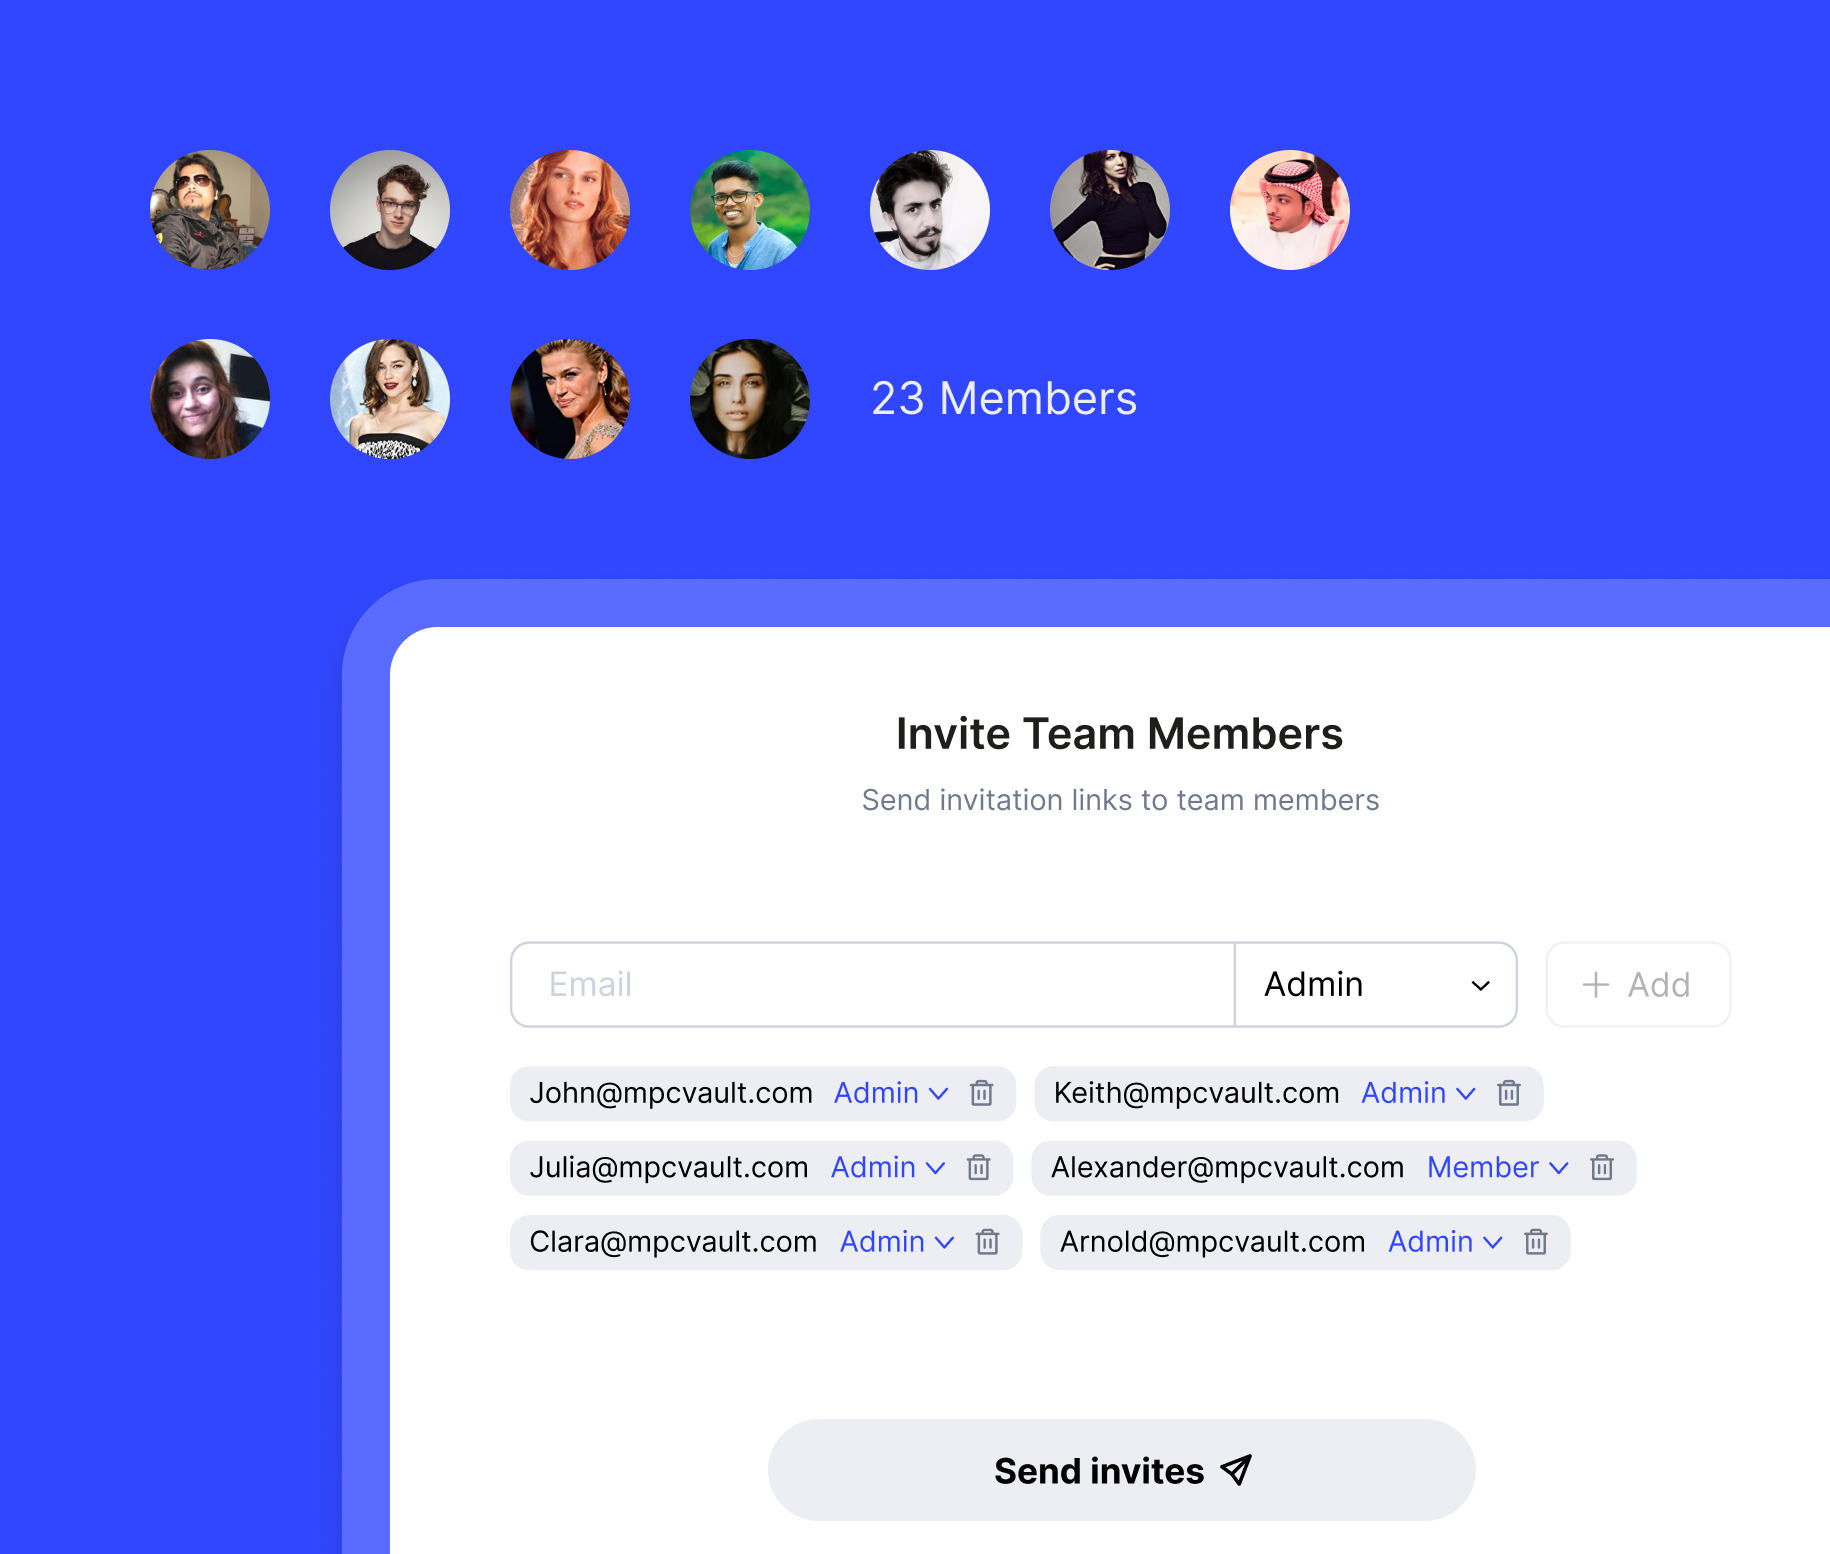 23 Members
Invite Team Members
Send invitation links to team members
Email Admin + Add
John@mpcvault.com Admin Keith@mpcvault.com Admin
Julia@mpcvault.com Admin Alexander@mpcvault.com Member
Clara@mpcvault.com Admin Arnold@mpcvault.com Admin
Send invites